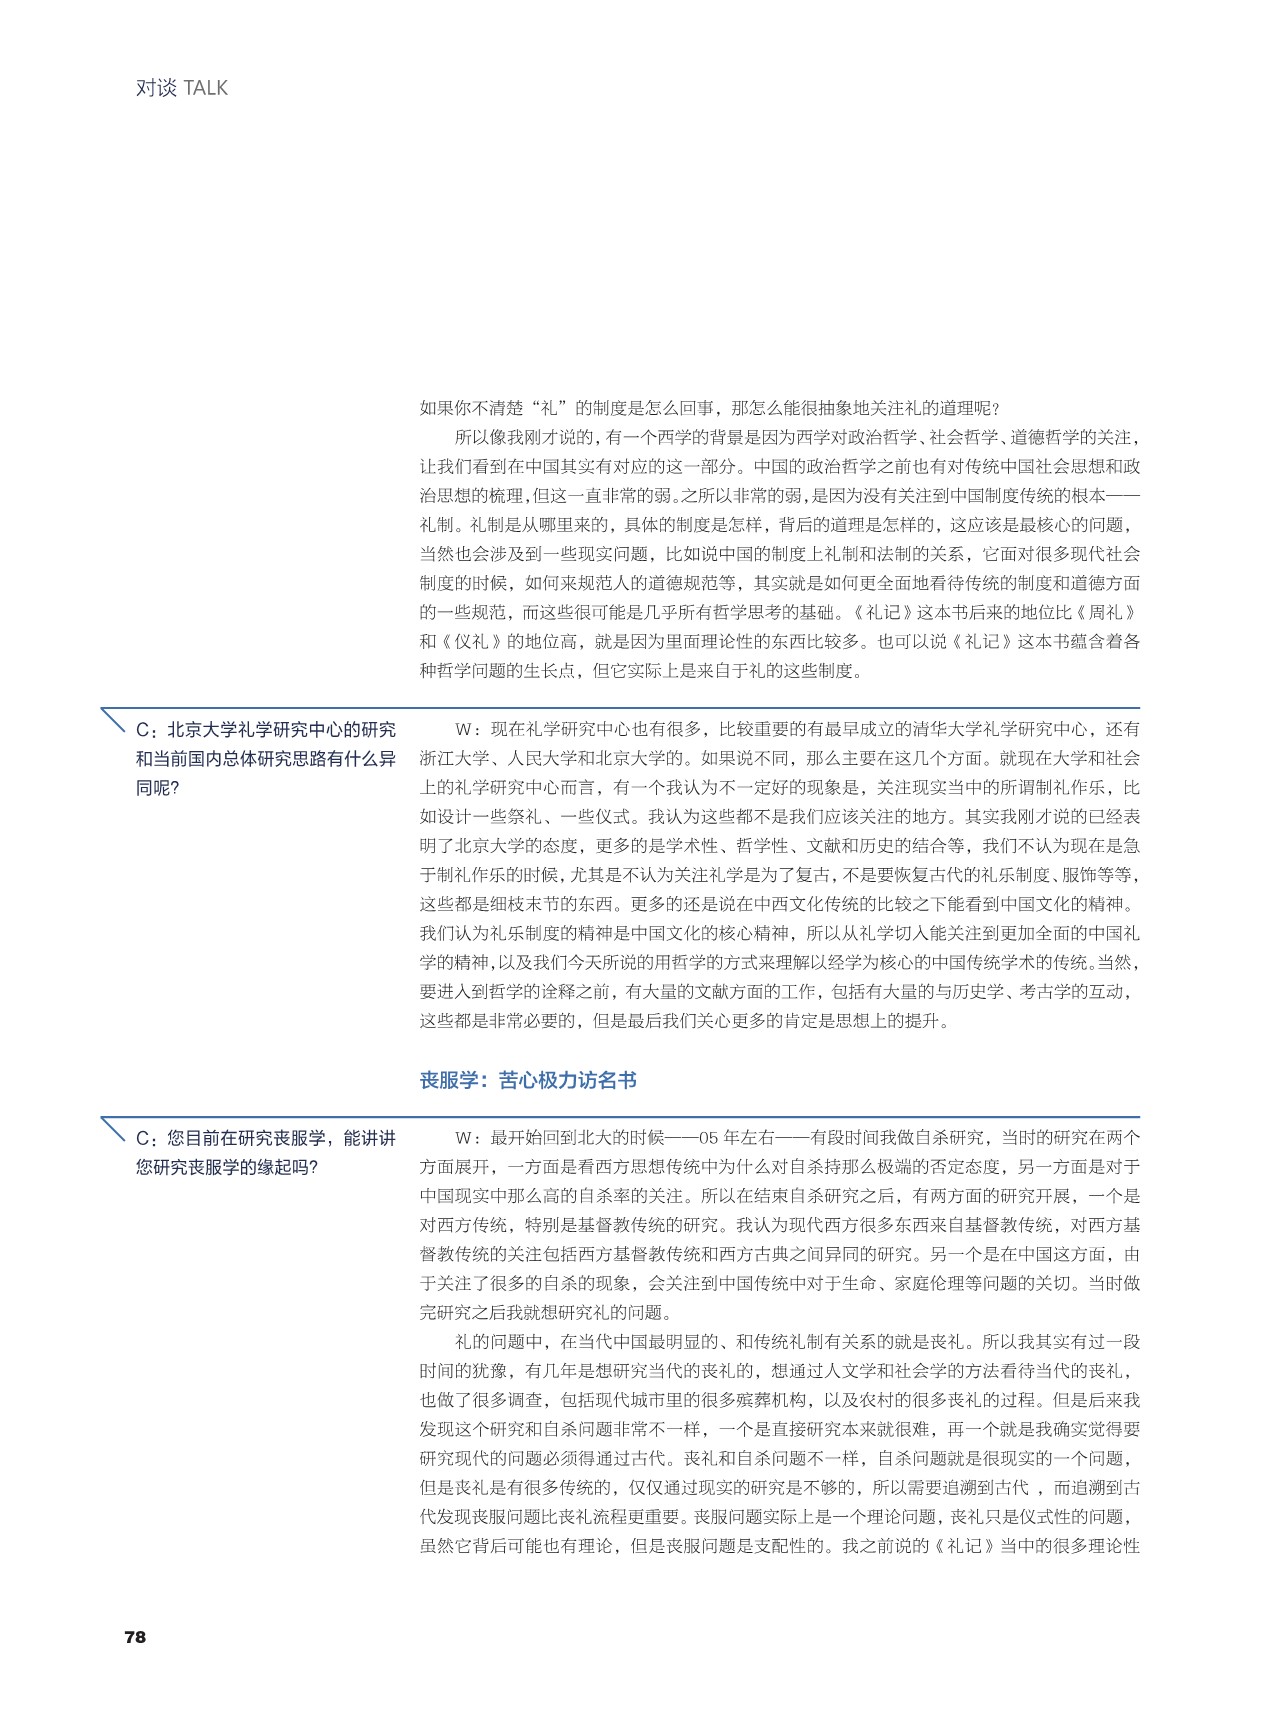 对谈 TALK
如果你不清楚“礼”的制度是怎么回事，那怎么能很抽象地关注礼的道理呢？
所以像我刚才说的，有一个西学的背景是因为西学对政治哲学、社会哲学、道德哲学的关注，
让我们看到在中国其实有对应的这一部分。中国的政治哲学之前也有对传统中国社会思想和政
治思想的梳理，但这一直非常的弱。之所以非常的弱，是因为没有关注到中国制度传统的根本——
礼制。礼制是从哪里来的，具体的制度是怎样，背后的道理是怎样的，这应该是最核心的问题，
当然也会涉及到一些现实问题，比如说中国的制度上礼制和法制的关系，它面对很多现代社会
制度的时候，如何来规范人的道德规范等，其实就是如何更全面地看待传统的制度和道德方面
的一些规范，而这些很可能是几乎所有哲学思考的基础。《礼记》这本书后来的地位比《周礼》
和《仪礼》的地位高，就是因为里面理论性的东西比较多。也可以说《礼记》这本书蕴含着各
种哲学问题的生长点，但它实际上是来自于礼的这些制度。
C：北京大学礼学研究中心的研究
和当前国内总体研究思路有什么异
同呢？
W：现在礼学研究中心也有很多，比较重要的有最早成立的清华大学礼学研究中心，还有
浙江大学、人民大学和北京大学的。如果说不同，那么主要在这几个方面。就现在大学和社会
上的礼学研究中心而言，有一个我认为不一定好的现象是，关注现实当中的所谓制礼作乐，比
如设计一些祭礼、一些仪式。我认为这些都不是我们应该关注的地方。其实我刚才说的已经表
明了北京大学的态度，更多的是学术性、哲学性、文献和历史的结合等，我们不认为现在是急
于制礼作乐的时候，尤其是不认为关注礼学是为了复古，不是要恢复古代的礼乐制度、服饰等等，
这些都是细枝末节的东西。更多的还是说在中西文化传统的比较之下能看到中国文化的精神。
我们认为礼乐制度的精神是中国文化的核心精神，所以从礼学切入能关注到更加全面的中国礼
学的精神，以及我们今天所说的用哲学的方式来理解以经学为核心的中国传统学术的传统。当然，
要进入到哲学的诠释之前，有大量的文献方面的工作，包括有大量的与历史学、考古学的互动，
这些都是非常必要的，但是最后我们关心更多的肯定是思想上的提升。
丧服学：苦心极力访名书
C：您目前在研究丧服学，能讲讲
您研究丧服学的缘起吗？
W：最开始回到北大的时候——05 年左右——有段时间我做自杀研究，当时的研究在两个
方面展开，一方面是看西方思想传统中为什么对自杀持那么极端的否定态度，另一方面是对于
中国现实中那么高的自杀率的关注。所以在结束自杀研究之后，有两方面的研究开展，一个是
对西方传统，特别是基督教传统的研究。我认为现代西方很多东西来自基督教传统，对西方基
督教传统的关注包括西方基督教传统和西方古典之间异同的研究。另一个是在中国这方面，由
于关注了很多的自杀的现象，会关注到中国传统中对于生命、家庭伦理等问题的关切。当时做
完研究之后我就想研究礼的问题。
礼的问题中，在当代中国最明显的、和传统礼制有关系的就是丧礼。所以我其实有过一段
时间的犹豫，有几年是想研究当代的丧礼的，想通过人文学和社会学的方法看待当代的丧礼，
也做了很多调查，包括现代城市里的很多殡葬机构，以及农村的很多丧礼的过程。但是后来我
发现这个研究和自杀问题非常不一样，一个是直接研究本来就很难，再一个就是我确实觉得要
研究现代的问题必须得通过古代。丧礼和自杀问题不一样，自杀问题就是很现实的一个问题，
但是丧礼是有很多传统的，仅仅通过现实的研究是不够的，所以需要追溯到古代 ，而追溯到古
代发现丧服问题比丧礼流程更重要。丧服问题实际上是一个理论问题，丧礼只是仪式性的问题，
虽然它背后可能也有理论，但是丧服问题是支配性的。我之前说的《礼记》当中的很多理论性
78